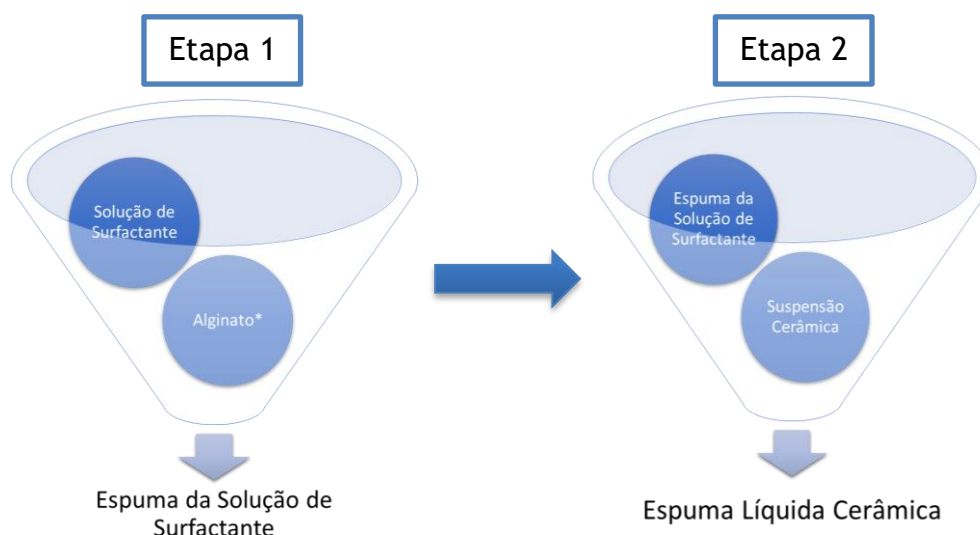 Etapa 1
Solução de
Surfactante
Alginato*
Espuma da Solução de
Surfactante
Etapa 2
Espuma da
Solução de
Surfactante
Suspensão
Cerâmica
Espuma Líquida Cerâmica